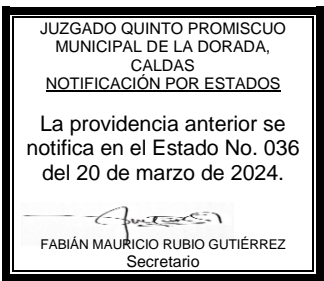 JUZGADO QUINTO PROMISCUO
MUNICIPAL DE LA DORADA,
CALDAS
NOTIFICACIÓN POR ESTADOS
La providencia anterior se
notifica en el Estado No. 036
del 20 de marzo de 2024.
FABIÁN MAURICIO RUBIO GUTIÉRREZ
Secretario